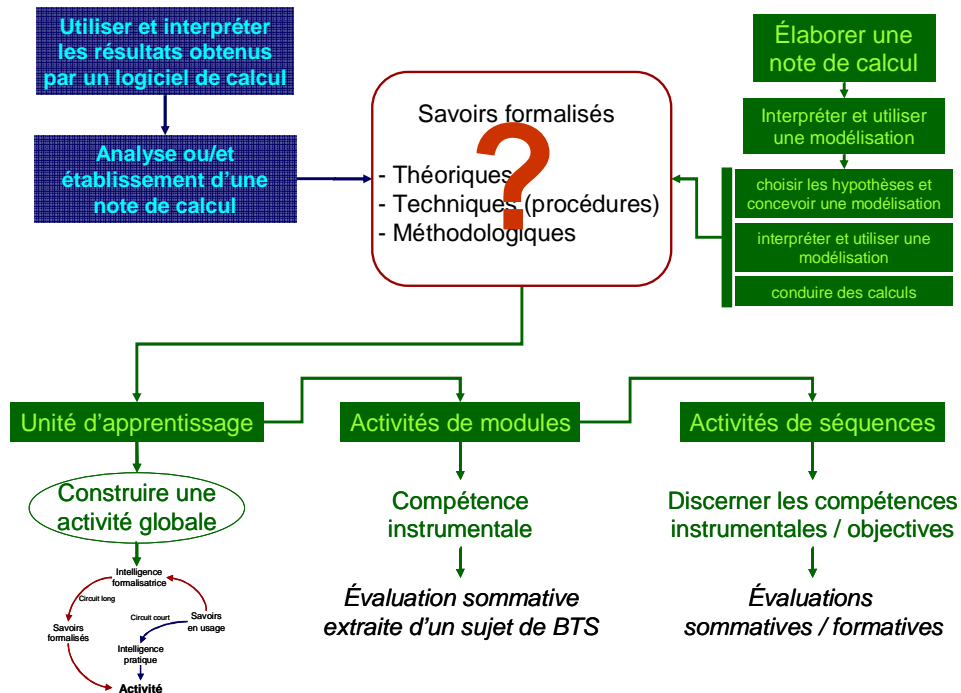 Utiliser et interpréter
les résultats obtenus
par un logiciel de calcul
Analyse ou/et
établissement d'une
note de calcul
Savoirs formalisés
?
- Théoriques
- Techniques (procédures)
- Méthodologiques
Élaborer une
note de calcul
Interpréter et utiliser
une modélisation
choisir les hypothèses et
concevoir une modélisation
interpréter et utiliser une
modélisation
conduire des calculs
Unité d'apprentissage
Activités de modules
Activités de séquences
Construire une
activité globale
Compétence
instrumentale
Discerner les compétences
instrumentales / objectives
Intelligence
formalisatrice
Circuit long
Circuit court
Savoirs
formalisés
Savoirs
en usage
Intelligence
pratique
Activité
Évaluation sommative
extraite d'un sujet de BTS
Évaluations
sommatives / formatives